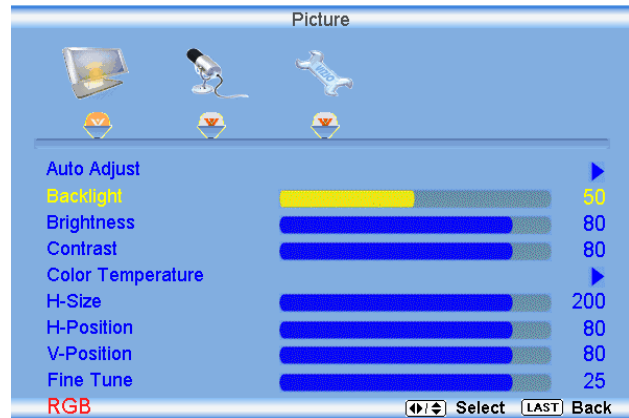 Picture
VIZIO
Auto Adjust
Backlight 50
Brightness 80
Contrast 80
Color Temperature
H-Size 200
H-Position 80
V-Position 80
Fine Tune 25
RGB Select LAST Back